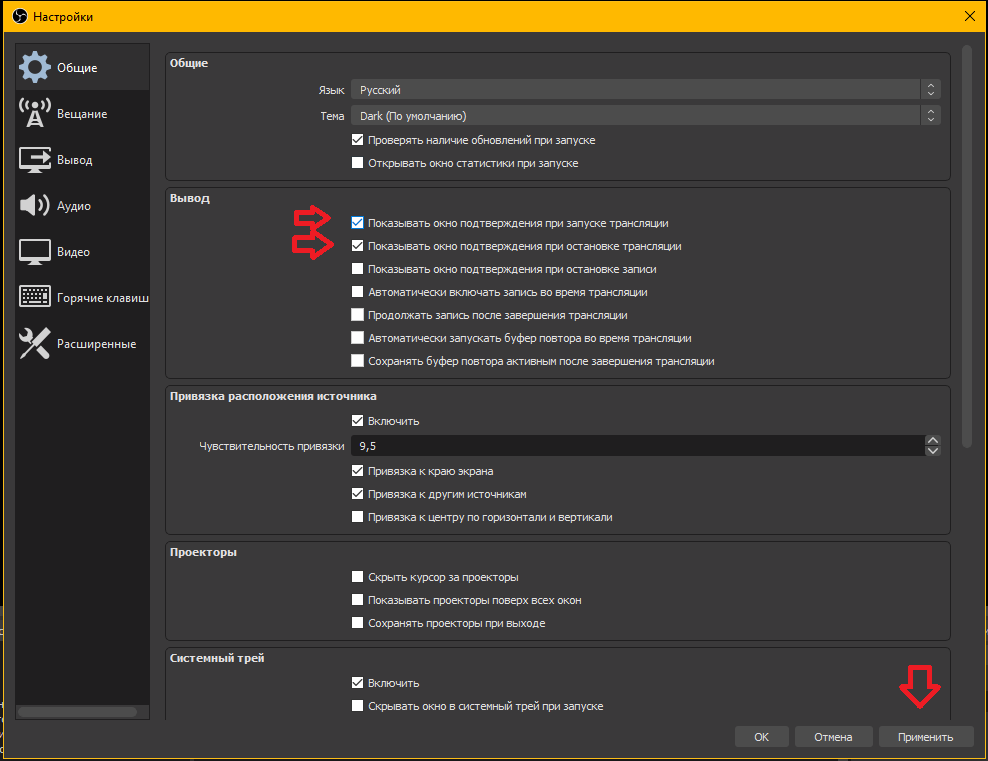 Настройки
Общие
Вещание
Вывод
Аудио
Видео
Горячие клавиш
Расширенные
Общие
Язык Русский
Тема Dark (По умолчанию)
Проверять наличие обновлений при запуске
Открывать окно статистики при запуске
Вывод
Показывать окно подтверждения при запуске трансляции
Показывать окно подтверждения при остановке трансляции
Показывать окно подтверждения при остановке записи
Автоматически включать запись во время трансляции
Продолжать запись после завершения трансляции
Автоматически запускать буфер повтора во время трансляции
Сохранять буфер повтора активным после завершения трансляции
Привязка расположения источника
Включить
Чувствительность привязки 9,5
Привязка к краю экрана
Привязка к другим источникам
Привязка к центру по горизонтали и вертикали
Проекторы
Скрыть курсор за проекторы
Показывать проекторы поверх всех окон
Сохранять проекторы при выходе
Системный трей
Включить
Скрывать окно в системный трей при запуске
OK Отмена Применить